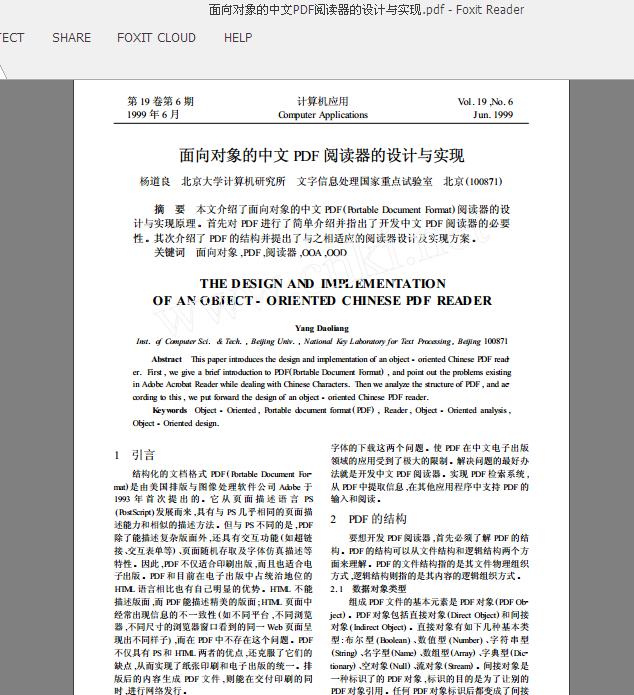 面向对象的中文PDF阅读器的设计与实现.pdf - Foxit Reader
ECT SHARE FOXIT CLOUD HELP
第 19 卷第 6 期 计算机应用 Vol. 19 ,No. 6
1999 年 6 月 Computer Applications Jun. 1999
面向对象的中文 PDF 阅读器的设计与实现
杨道良 北京大学计算机研究所 文字信息处理国家重点试验室 北京(100871)
摘 要 本文介绍了面向对象的中文 PDF(Portable Document Format)阅读器的设
计与实现原理。首先对 PDF 进行了简单介绍并指出了开发中文 PDF 阅读器的必要
性。其次介绍了 PDF 的结构并提出了与之相适应的阅读器设计及实现方案。
关键词 面向对象 ,PDF ,阅读器 ,OOA ,OOD
THE DESIGN AND IMPLEMENTATION
OF AN OBJECT - ORIENTED CHINESE PDF READER
Yang Daoliang
Inst. of Computer Sci. & Tech. , Beijing Univ. , National Key Laboratory for Text Processing , Beijing 100871
Abstract This paper introduces the design and implementation of an object - oriented Chinese PDF read-
er. First , we give a brief introduction to PDF(Portable Document Format) , and point out the problems existing
in Adobe Acrobat Reader while dealing with Chinese Characters. Then we analyze the structure of PDF , and ac-
cording to this , we put forward the design of an object - oriented Chinese PDF reader.
Keywords Object - Oriented , Portable document format (PDF) , Reader , Object - Oriented analysis ,
Object - Oriented design.
1 引言
结构化的文档格式 PDF (Portable Document For-
mat)是由美国排版与图像处理软件公司 Adobe 于
1993 年首次提出的。它从页面描述语言 PS
(PostScript)发展而来 ,具有与 PS 几乎相同的页面描
述能力和相似的描述方法。但与 PS 不同的是 ,PDF
除了能描述复杂版面外 ,还具有交互功能 (如超链
接、交互表单等) 、页面随机存取及字体仿真描述等
特性。因此 ,PDF 不仅适合印刷出版 ,而且也适合电
子出版。PDF 和目前在电子出版中占统治地位的
HTML 语言相比也有自己明显的优势。HTML 不能
描述版面 ,而 PDF 能描述精美的版面 ;HTML 页面中
经常出现信息的不一致性 (如不同平台 ,不同浏览
器 ,不同尺寸的浏览器窗口看到的同一 Web 页面呈
现出不同样子) ,而在 PDF 中不存在这个问题。PDF
不仅具有 PS 和 HTML 两者的优点 ,还克服了它们的
缺点 ,从而实现了纸张印刷和电子出版的统一。排
版后的内容生成 PDF 文件 ,则能在交付印刷的同
时 ,进行网络发行。
字体的下载这两个问题。使 PDF 在中文电子出版
领域的应用受到了极大的限制。解决问题的最好办
法就是开发中文 PDF 阅读器。实现 PDF 检索系统 ,
从 PDF 中提取信息 ,在其他应用程序中支持 PDF 的
输入和阅读。
2 PDF 的结构
要想开发 PDF 阅读器 ,首先必须了解 PDF 的结
构。PDF 的结构可以从文件结构和逻辑结构两个方
面来理解。PDF 的文件结构指的是其文件物理组织
方式 ,逻辑结构则指的是其内容的逻辑组织方式。
2. 1 数据对象类型
组成 PDF 文件的基本元素是 PDF 对象 (PDF Ob-
ject) 。PDF 对象包括直接对象 (Direct Object) 和间接
对象 (Indirect Object) 。直接对象有如下几种基本类
型 :布尔型 (Boolean) 、数值型 (Number) 、字符串型
(String) 、名字型 (Name) 、数组型 (Array) 、字典型 (Dic-
tionary) 、空对象 (Null) 、流对象 (Stream) 。间接对象是
一种标识了的 PDF 对象 ,标识的目的是为了让别的
PDF 对象引用。任何 PDF 对象标识后都变成了间接